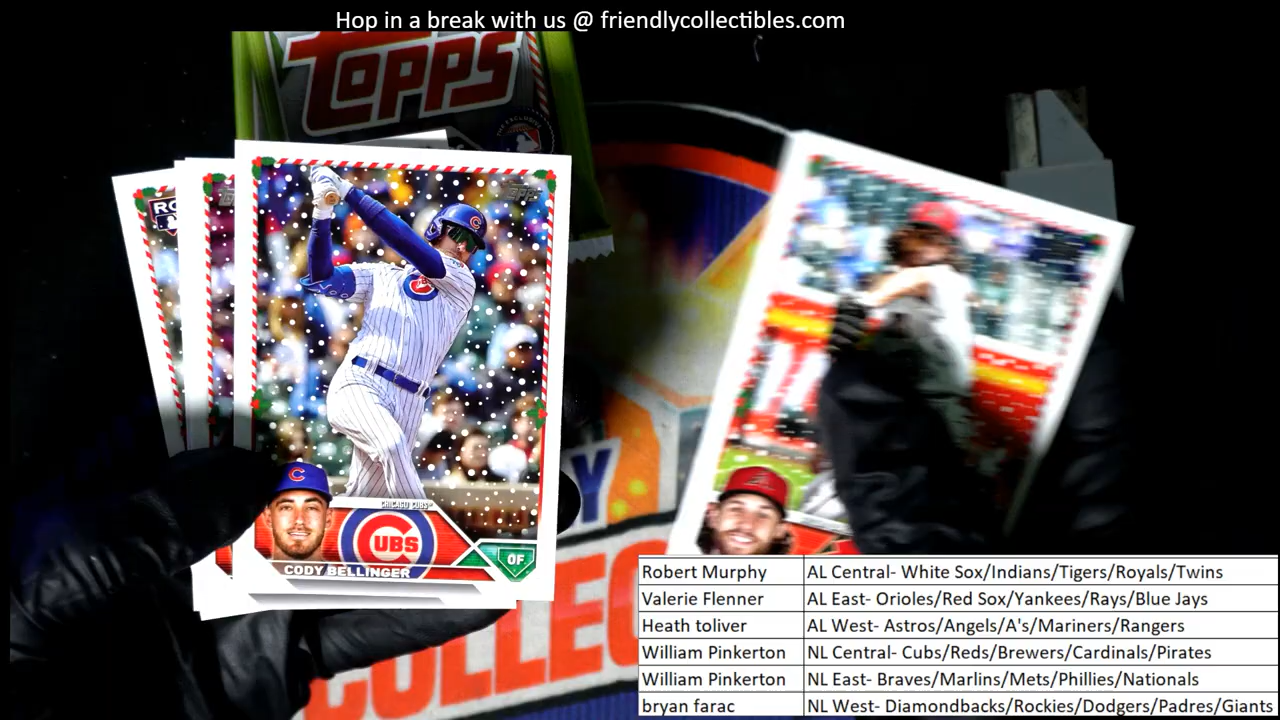 Hop in a break with us @ friendlycollectibles.com
TOPPS
TOPPS
CHICAGO CUBS
UBS
OF
CODY BELLINGER
COLLEC
Robert Murphy AL Central- White Sox/Indians/Tigers/Royals/Twins
Valerie Flenner AL East- Orioles/Red Sox/Yankees/Rays/Blue Jays
Heath toliver AL West- Astros/Angels/A's/Mariners/Rangers
William Pinkerton NL Central- Cubs/Reds/Brewers/Cardinals/Pirates
William Pinkerton NL East- Braves/Marlins/Mets/Phillies/Nationals
bryan farac NL West- Diamondbacks/Rockies/Dodgers/Padres/Giants